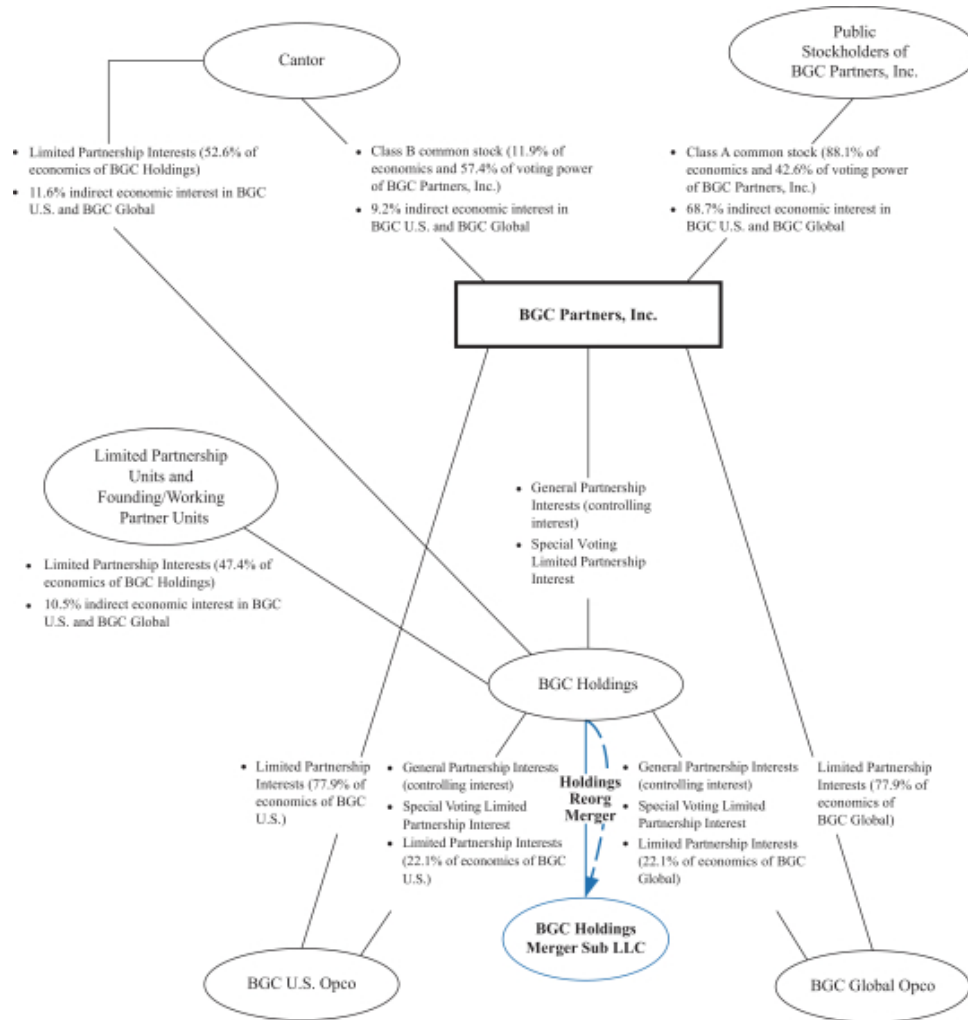 Cantor
Public
Stockholders of
BGC Partners, Inc.
• Limited Partnership Interests (52.6% of
economics of BGC Holdings)
• 11.6% indirect economic interest in BGC
U.S. and BGC Global
• Class B common stock (11.9% of
economics and 57.4% of voting power
of BGC Partners, Inc.)
• 9.2% indirect economic interest in
BGC U.S. and BGC Global
• Class A common stock (88.1% of
economics and 42.6% of voting power
of BGC Partners, Inc.)
• 68.7% indirect economic interest in
BGC U.S. and BGC Global
BGC Partners, Inc.
Limited Partnership
Units and
Founding/Working
Partner Units
• Limited Partnership Interests (47.4% of
economics of BGC Holdings)
• 10.5% indirect economic interest in BGC
U.S. and BGC Global
• General Partnership
Interests (controlling
interest)
• Special Voting
Limited Partnership
Interest
BGC Holdings
• Limited Partnership
Interests (77.9% of
economics of BGC
U.S.)
• General Partnership Interests
(controlling interest)
• Special Voting Limited
Partnership Interest
• Limited Partnership Interests
(22.1% of economics of BGC
U.S.)
Holdings
Reorg
Merger
• General Partnership Interests
(controlling interest)
• Special Voting Limited
Partnership Interest
• Limited Partnership Interests
(22.1% of economics of BGC
Global)
Limited Partnership
Interests (77.9% of
economics of
BGC Global)
BGC Holdings
Merger Sub LLC
BGC U.S. Opco
BGC Global Opco